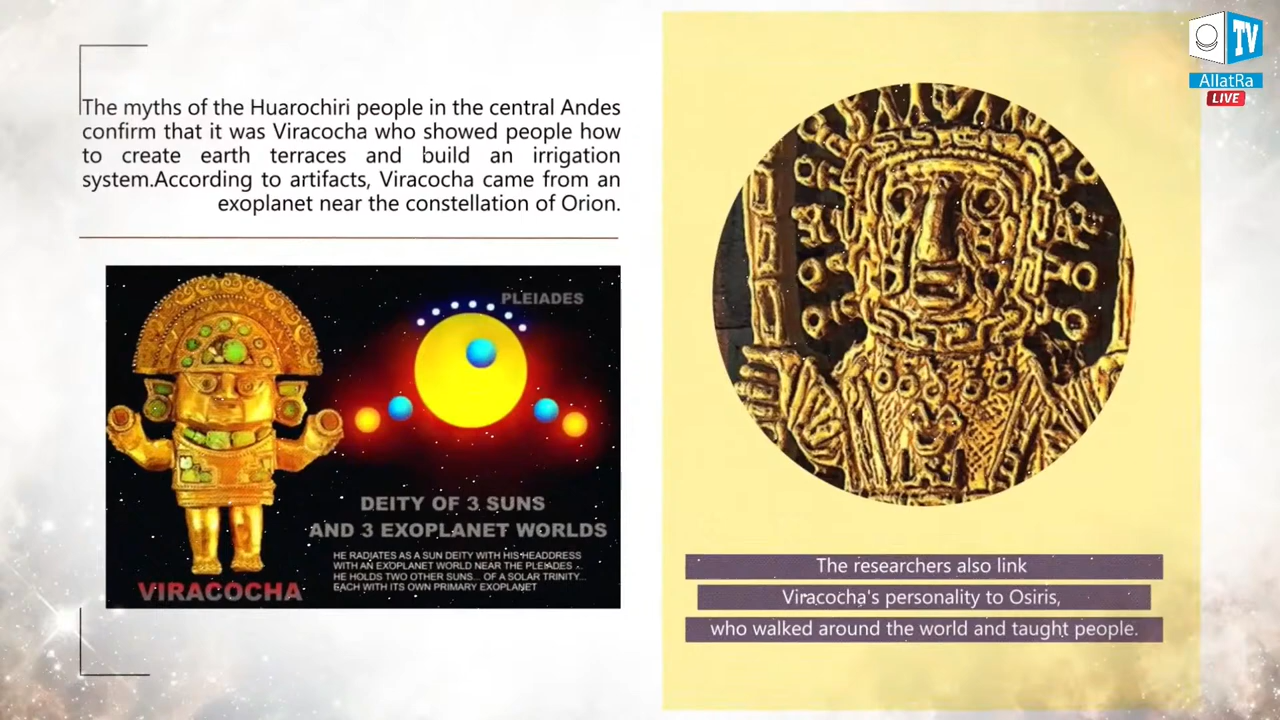 The myths of the Huarochiri people in the central Andes
confirm that it was Viracocha who showed people how
to create earth terraces and build an irrigation
system.According to artifacts, Viracocha came from an
exoplanet near the constellation of Orion.
PLEIADES
DEITY OF 3 SUNS
AND 3 EXOPLANET WORLDS
HE RADIATES AS A SUN DEITY WITH HIS HEADDRESS
WITH AN EXOPLANET WORLD NEAR THE PLEIADES -
HE HOLDS TWO OTHER SUNS... OF A SOLAR TRINITY...
EACH WITH ITS OWN PRIMARY EXOPLANET
VIRACOCHA
TV
AllatRa
LIVE
The researchers also link
Viracocha's personality to Osiris,
who walked around the world and taught people.